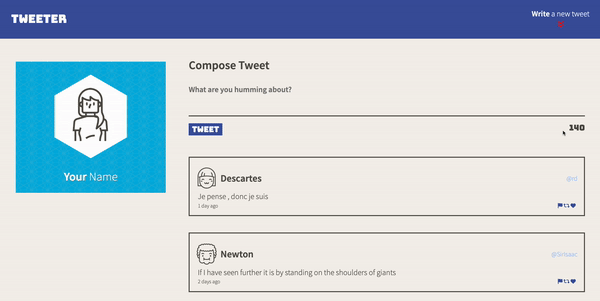 TWEETER
Write a new tweet
Your Name
Compose Tweet
What are you humming about?
TWEET
140
Descartes
@rd
Je pense , donc je suis
1 day ago
Newton
@SirIsaac
If I have seen further it is by standing on the shoulders of giants
2 days ago